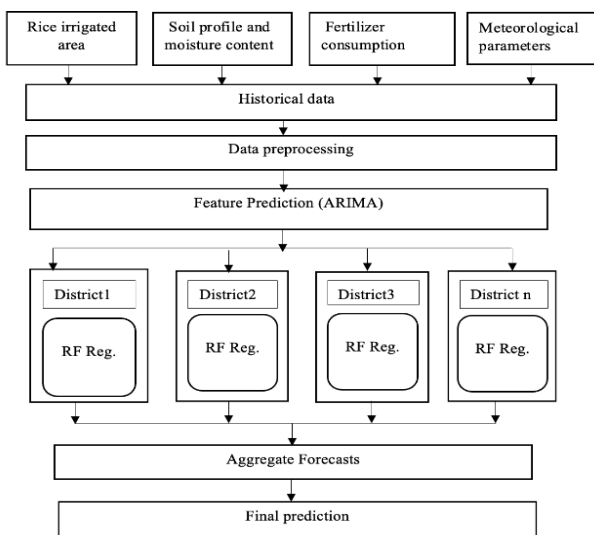 Rice irrigated
area
Soil profile and
moisture content
Fertilizer
consumption
Meteorological
parameters
Historical data
Data preprocessing
Feature Prediction (ARIMA)
District1
RF Reg.
District2
RF Reg.
District3
RF Reg.
District n
RF Reg.
Aggregate Forecasts
Final prediction